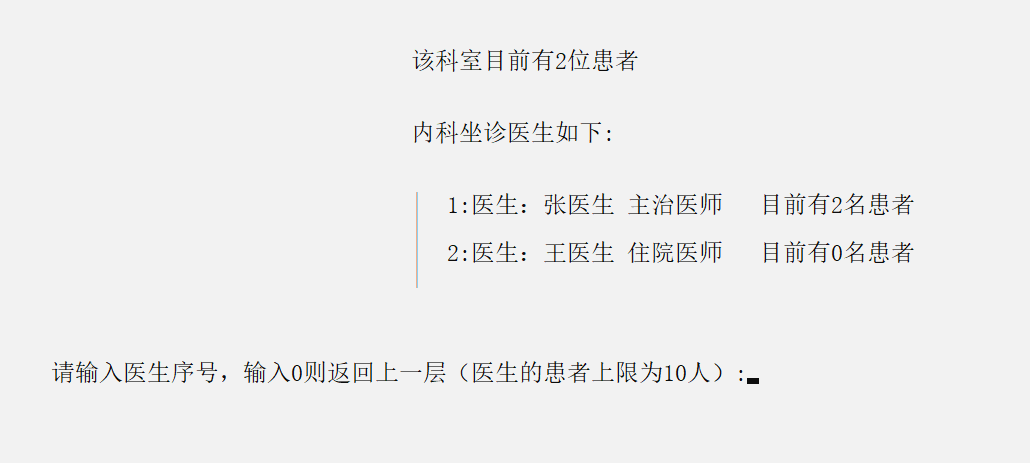 该科室目前有2位患者
内科坐诊医生如下:
1:医生：张医生 主治医师 目前有2名患者
2:医生：王医生 住院医师 目前有0名患者
请输入医生序号，输入0则返回上一层（医生的患者上限为10人）: